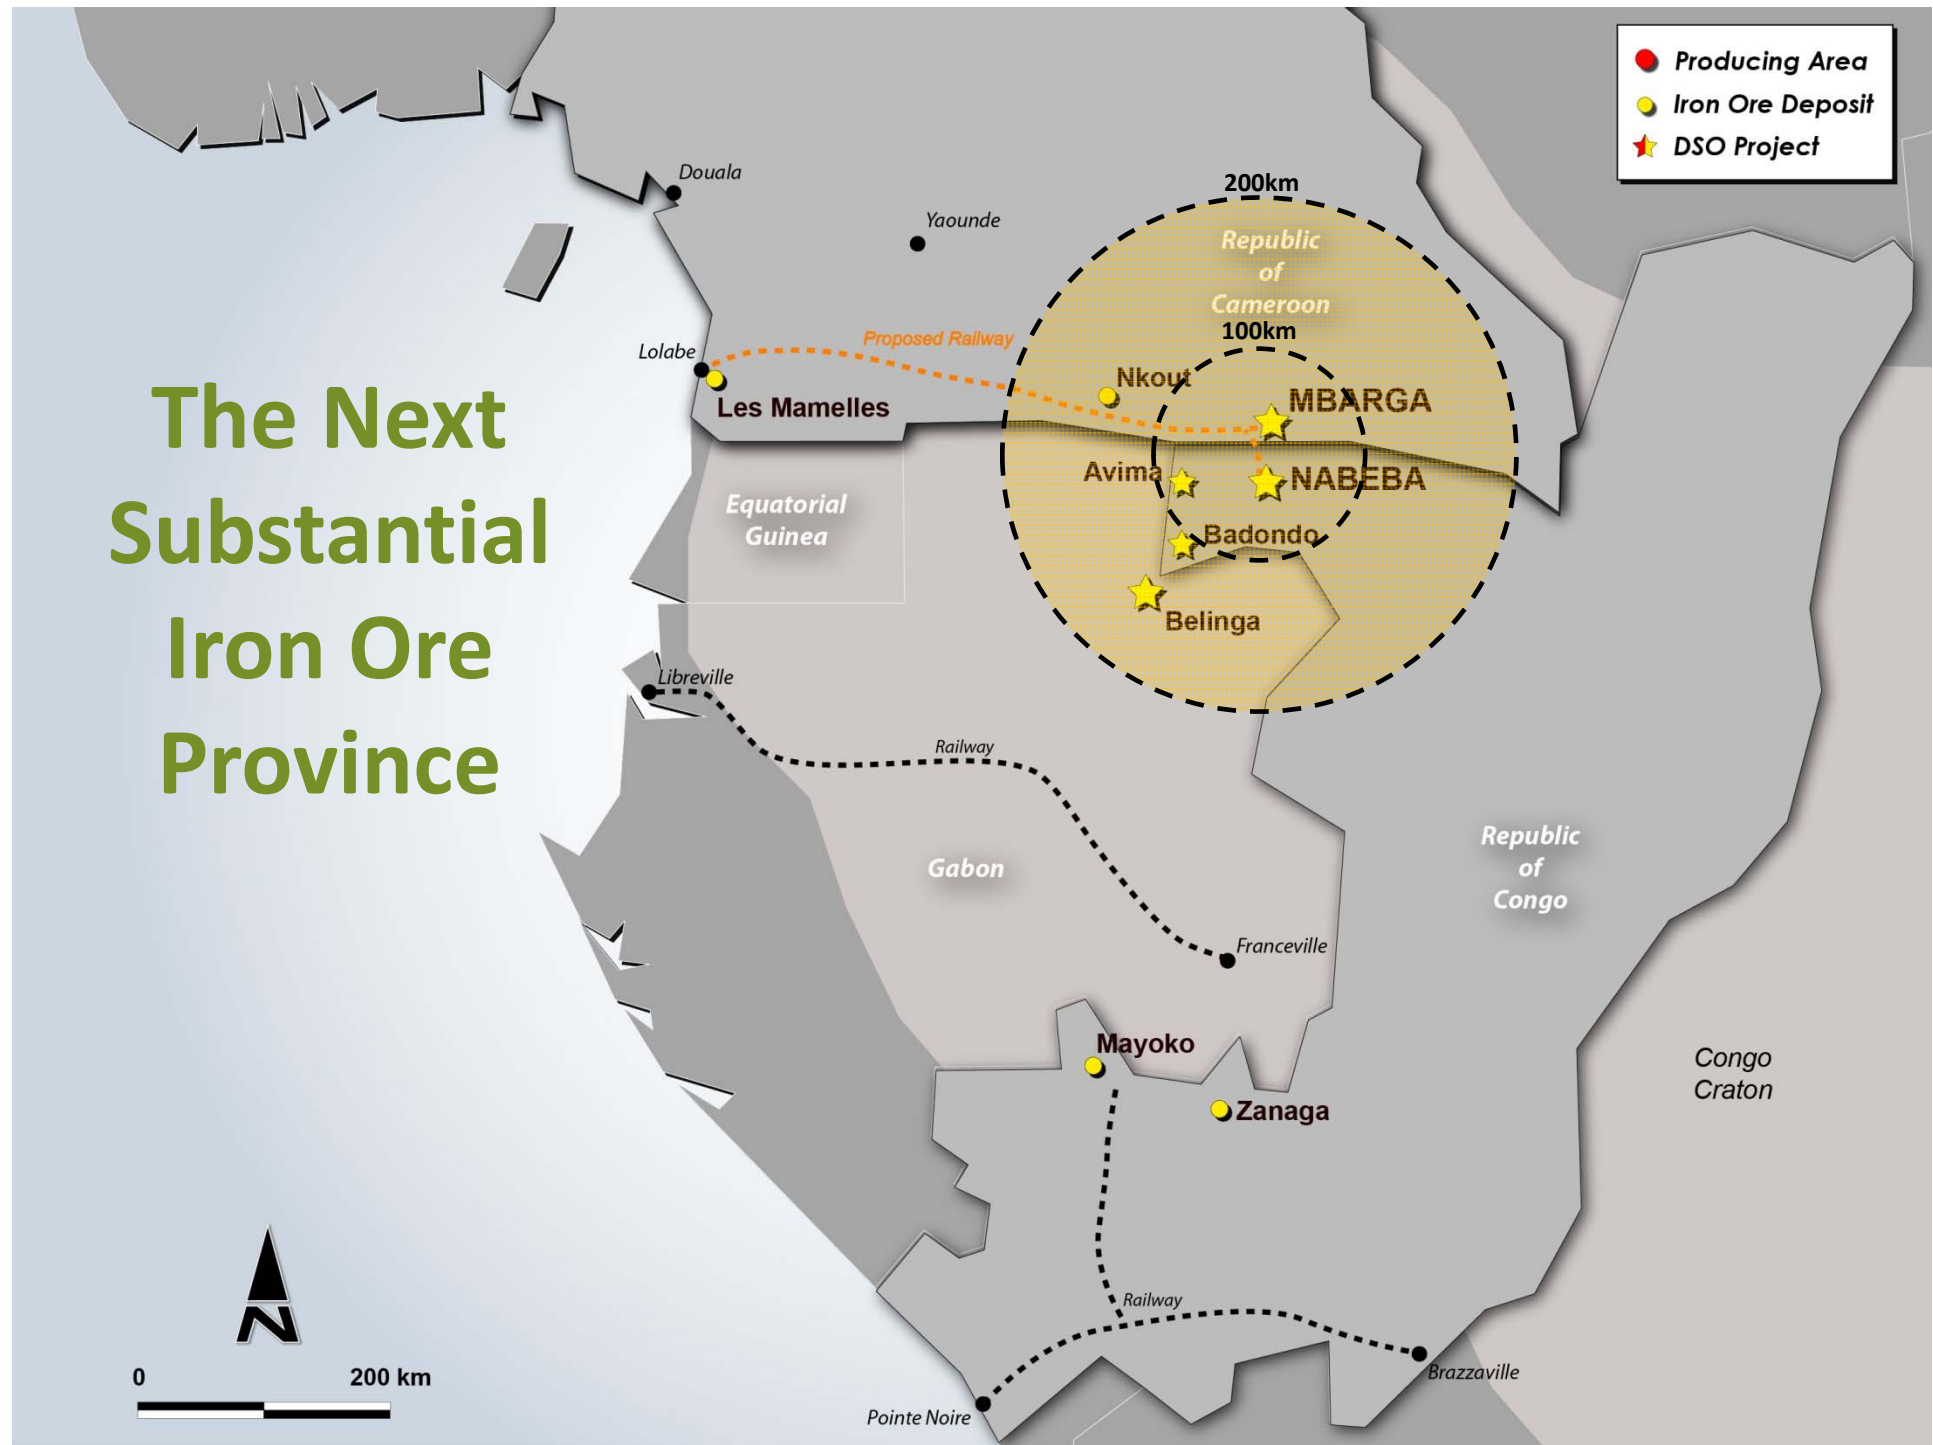 The Next
Substantial
Iron Ore
Province
Producing Area
Iron Ore Deposit
DSO Project
Douala
Yaounde
200km
Republic
of
Cameroon
100km
Proposed Railway
Lolabe
Les Mamelles
Nkout
MBARGA
Avima
NABEBA
Badondo
Belinga
Equatorial
Guinea
Libreville
Railway
Gabon
Republic
of
Congo
Franceville
Mayoko
Zanaga
Congo
Craton
Railway
Brazzaville
Pointe Noire
N
0 200 km